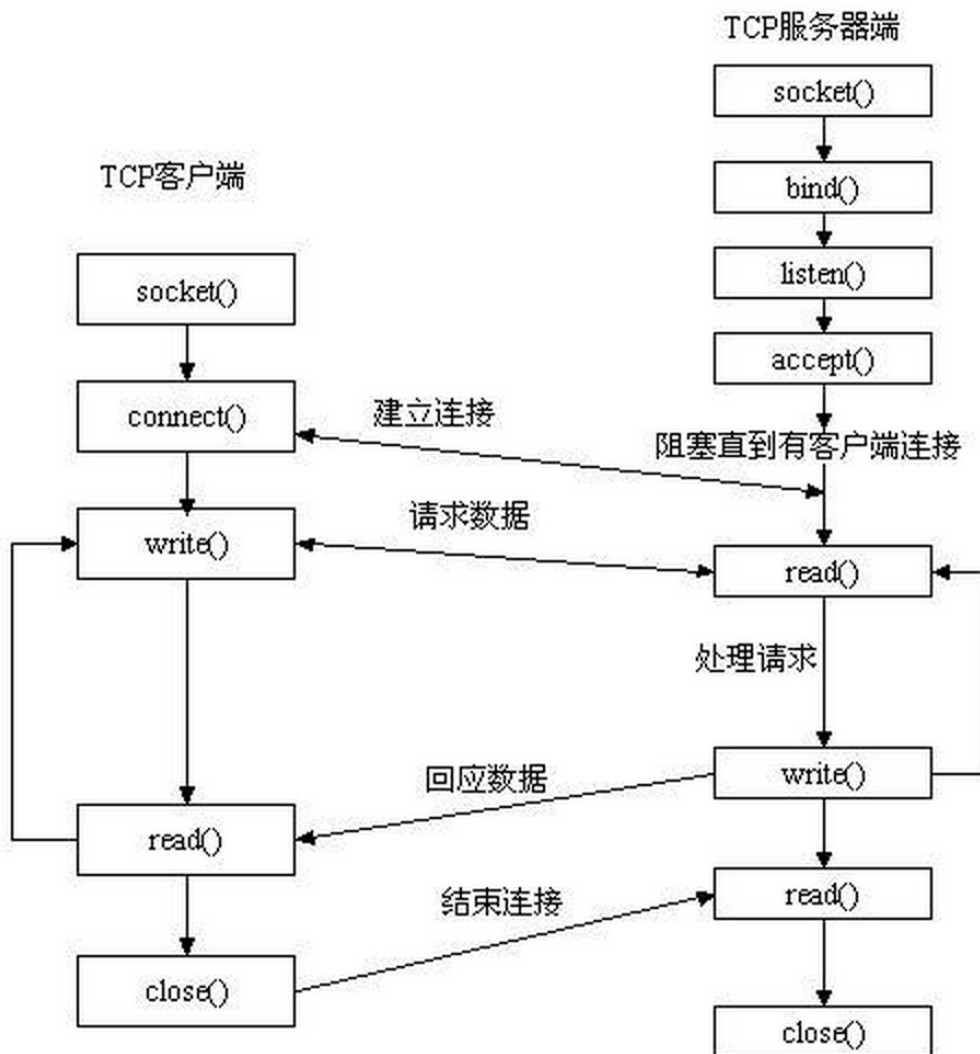 TCP服务器端
socket()
bind()
TCP客户端
listen()
socket()
accept()
connect()
建立连接
阻塞直到有客户端连接
请求数据
write()
read()
处理请求
回应数据
write()
read()
结束连接
read()
close()
close()